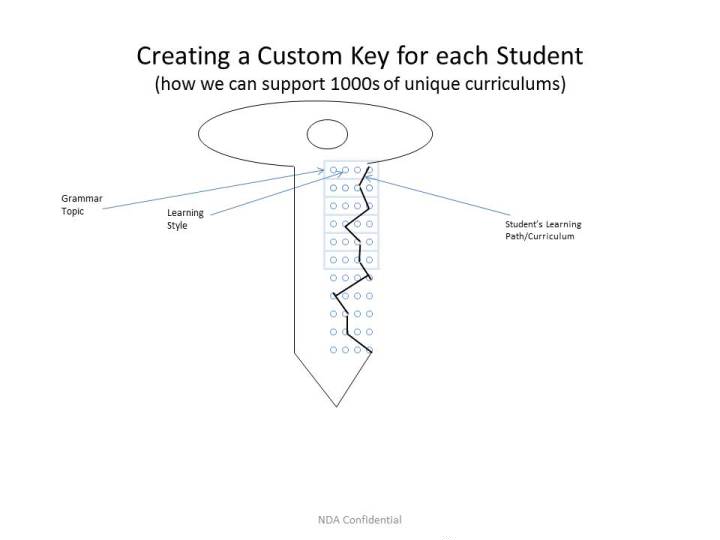 Creating a Custom Key for each Student
(how we can support 1000s of unique curriculums)
Grammar
Topic
Learning
Style
Student's Learning
Path/Curriculum
NDA Confidential